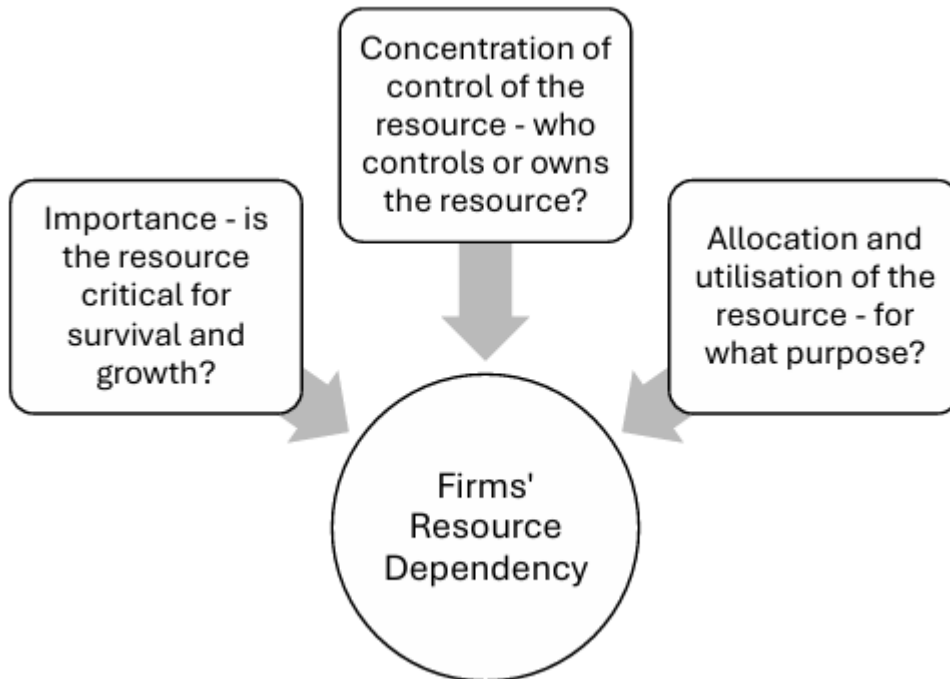 Importance - is
the resource
critical for
survival and
growth?
Concentration of
control of the
resource - who
controls or owns
the resource?
Allocation and
utilisation of the
resource - for
what purpose?
Firms'
Resource
Dependency